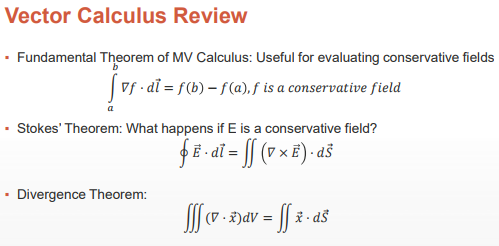 Vector Calculus Review
• Fundamental Theorem of MV Calculus: Useful for evaluating conservative fields
∫ₐᵇ ∇f · dl⃗ = f(b) − f(a), f is a conservative field
• Stokes' Theorem: What happens if E is a conservative field?
∮ E⃗ · dl⃗ = ∬ (∇ × E⃗) · dS⃗
• Divergence Theorem:
∭(∇ · x⃗)dV = ∬ x⃗ · dS⃗